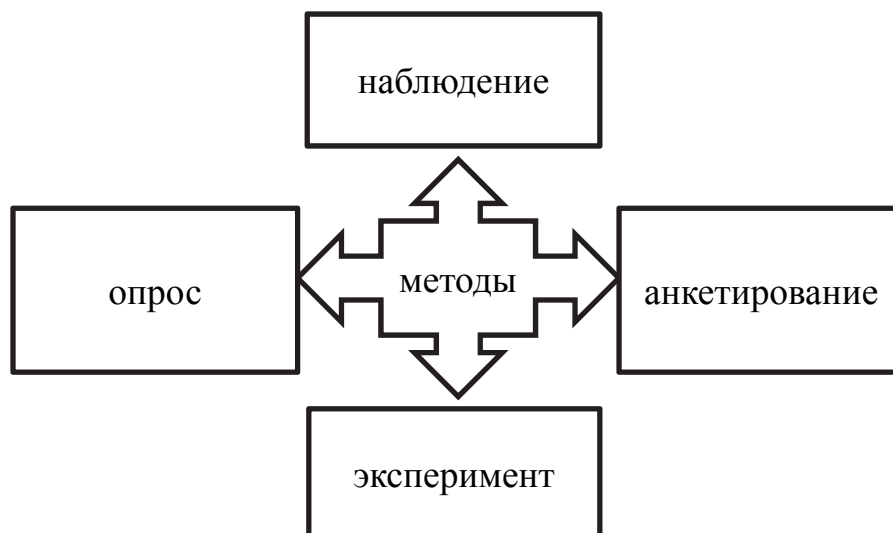 наблюдение
опрос
методы
анкетирование
эксперимент